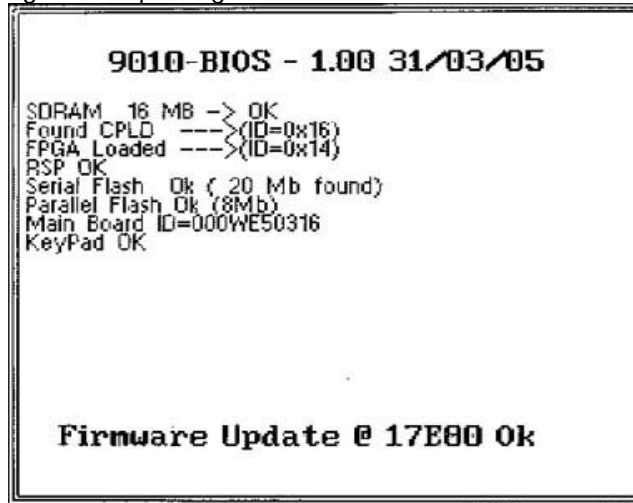 9010-BIOS - 1.00 31/03/05
SDRAM 16 MB -> OK
Found CPLD --->(ID=0x16)
FPGA Loaded --->(ID=0x14)
RSP OK
Serial Flash Ok ( 20 Mb found)
Parallel Flash Ok (8Mb)
Main Board ID=000WE50316
KeyPad OK
Firmware Update @ 17E80 Ok